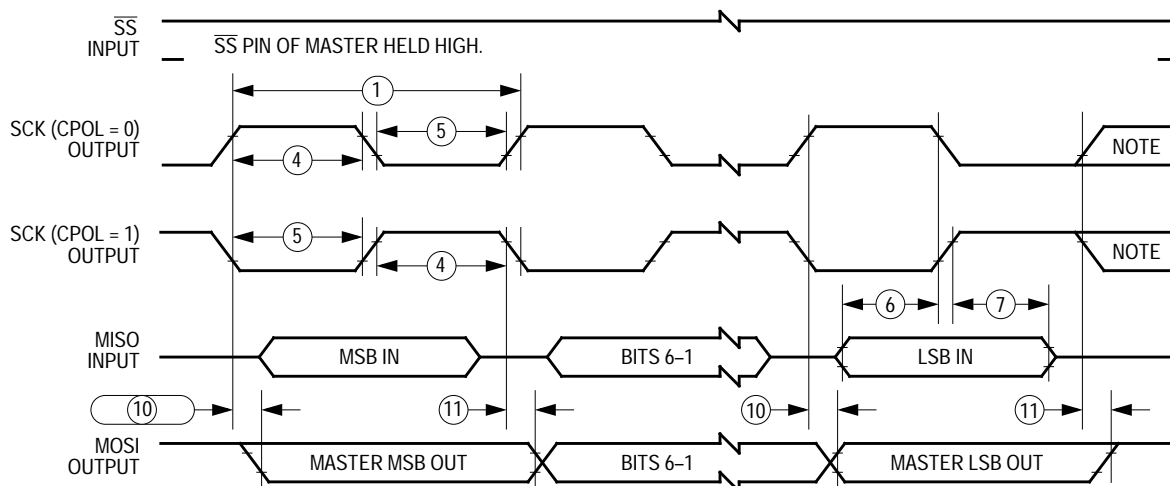 SS
INPUT
SS PIN OF MASTER HELD HIGH.
1
SCK (CPOL = 0)
OUTPUT
5
4
NOTE
SCK (CPOL = 1)
OUTPUT
5
4
NOTE
6
7
MISO
INPUT
MSB IN
BITS 6–1
LSB IN
10
11
10
11
MOSI
OUTPUT
MASTER MSB OUT
BITS 6–1
MASTER LSB OUT